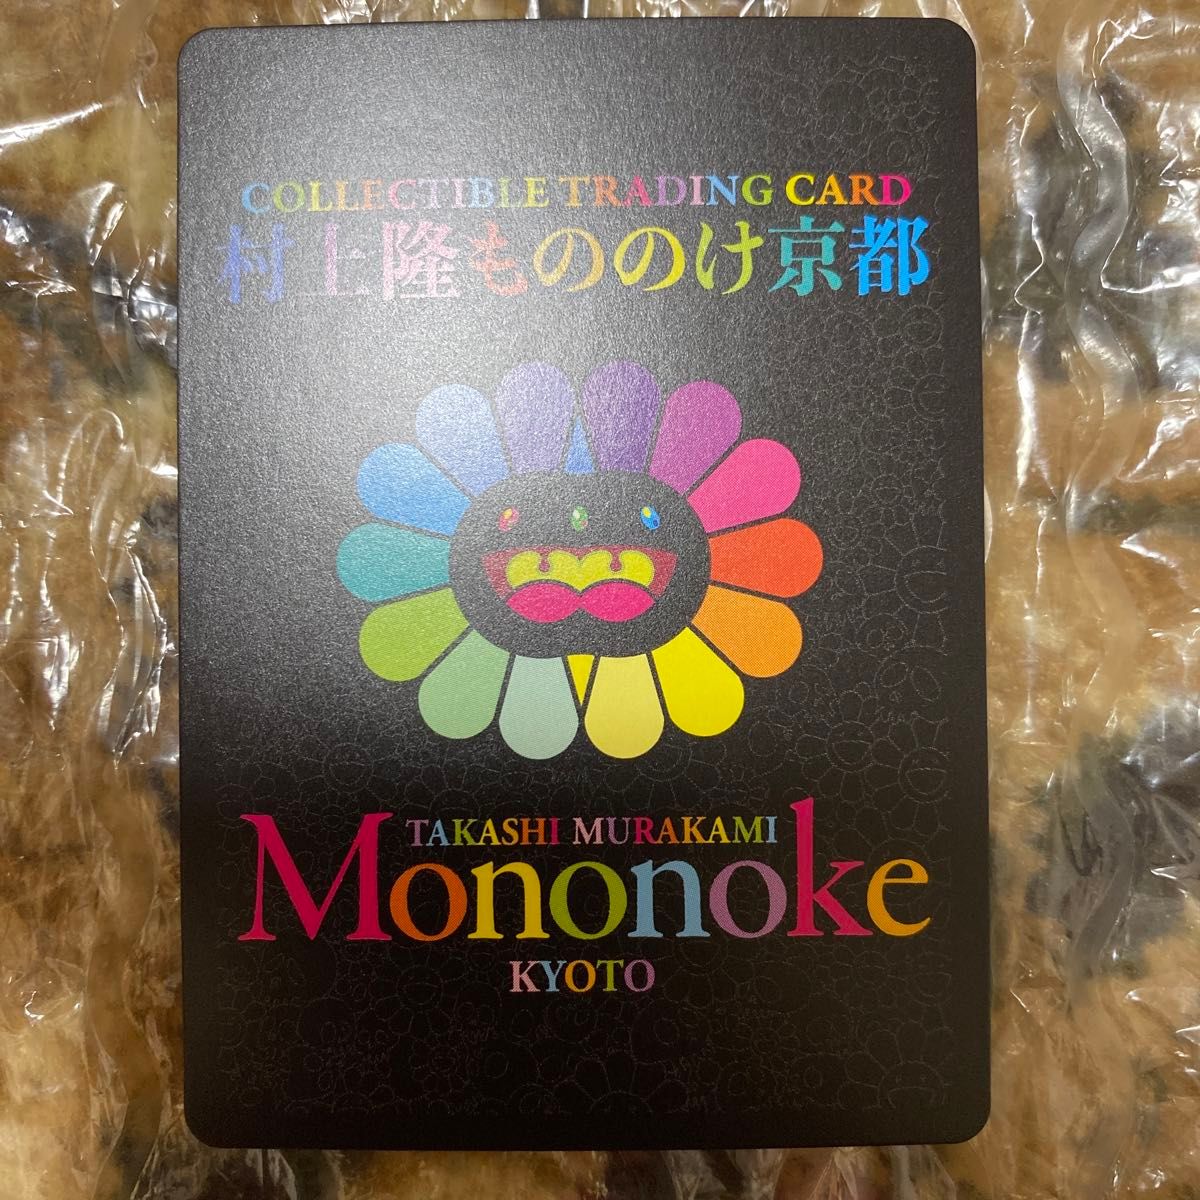 COLLECTIBLE TRADING CARD
村上隆もののけ京都
TAKASHI MURAKAMI
Mononoke
KYOTO